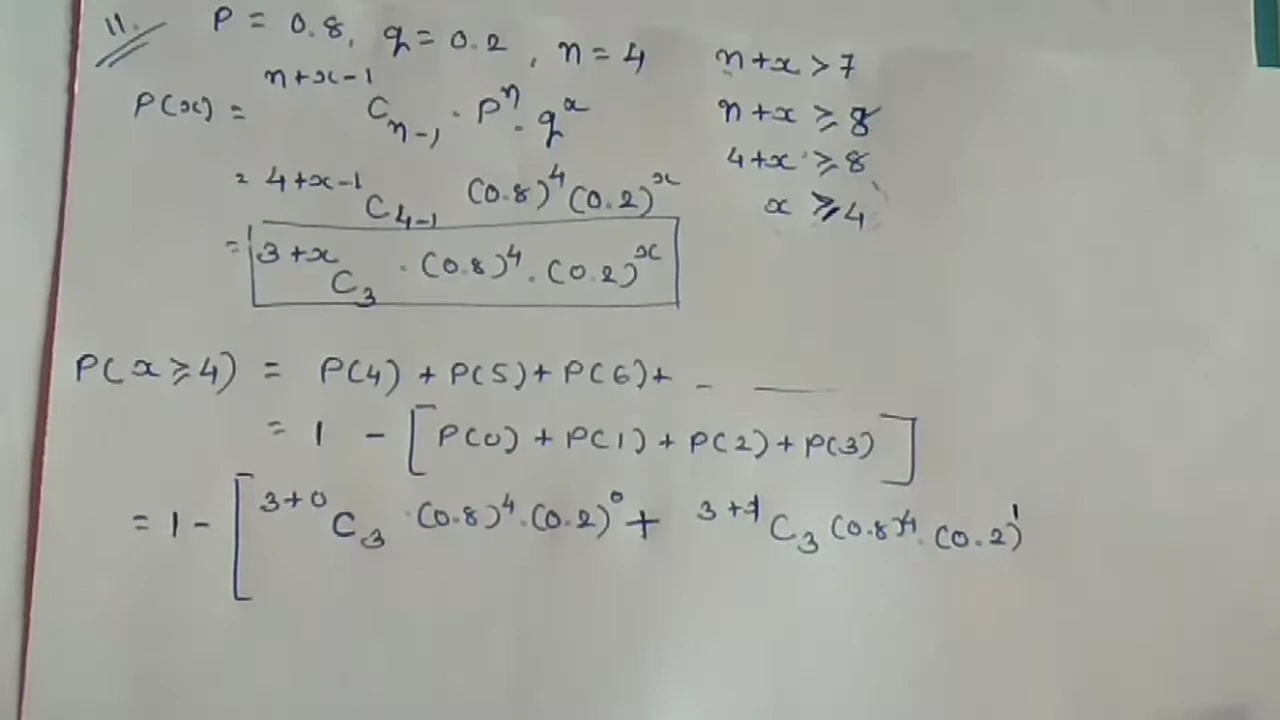 11. P = 0.8, q = 0.2, n = 4 n+x > 7
P(x) = n+x-1 C n-1 . P^n . q^x n+x ≥ 8
= 4+x-1 C 4-1 (0.8)^4 (0.2)^x 4+x ≥ 8
= 3+x C 3 . (0.8)^4 . (0.2)^x x ≥ 4
P(x ≥ 4) = P(4) + P(5) + P(6) + - —
= 1 - [P(0) + P(1) + P(2) + P(3)]
= 1 - [ 3+0 C 3 . (0.8)^4 . (0.2)^0 + 3+1 C 3 (0.8)^4 . (0.2)^1